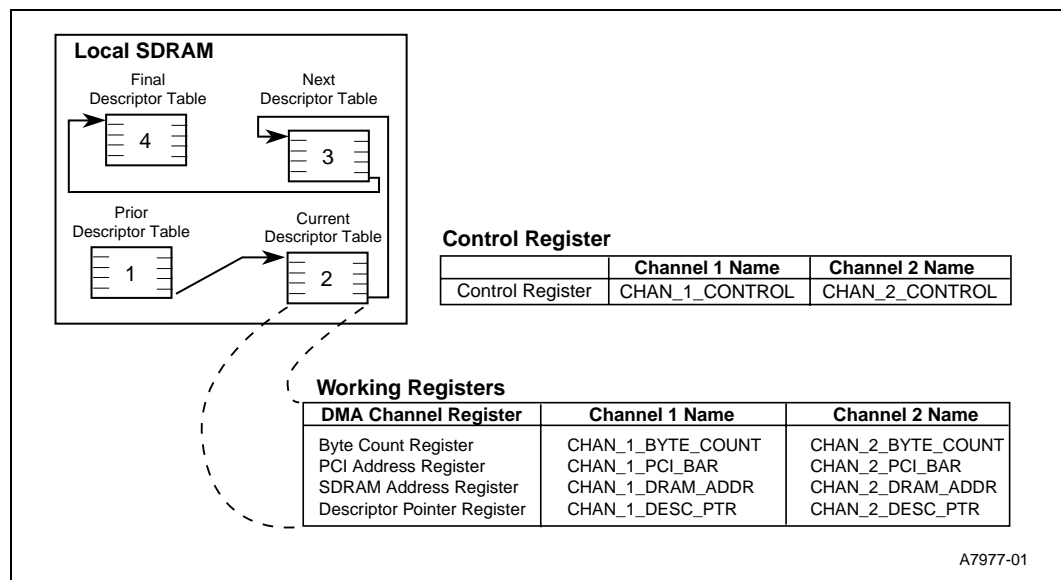 Local SDRAM
Final
Descriptor Table
Next
Descriptor Table
4
3
Prior
Descriptor Table
Current
Descriptor Table
1
2
Control Register
Channel 1 Name Channel 2 Name
Control Register CHAN_1_CONTROL CHAN_2_CONTROL
Working Registers
DMA Channel Register Channel 1 Name Channel 2 Name
Byte Count Register CHAN_1_BYTE_COUNT CHAN_2_BYTE_COUNT
PCI Address Register CHAN_1_PCI_BAR CHAN_2_PCI_BAR
SDRAM Address Register CHAN_1_DRAM_ADDR CHAN_2_DRAM_ADDR
Descriptor Pointer Register CHAN_1_DESC_PTR CHAN_2_DESC_PTR
A7977-01